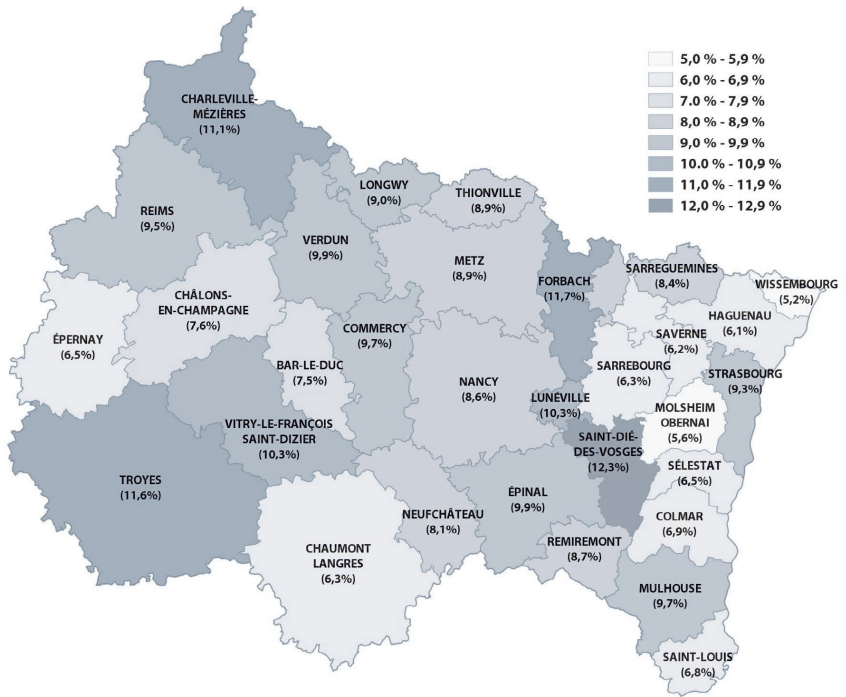 5,0 % - 5,9 %
6,0 % - 6,9 %
7.0 % - 7,9 %
8,0 % - 8,9 %
9,0 % - 9,9 %
10.0 % - 10,9 %
11,0 % - 11,9 %
12,0 % - 12,9 %
CHARLEVILLE-
MÉZIÈRES
(11,1%)
REIMS
(9,5%)
LONGWY
(9,0%)
THIONVILLE
(8,9%)
VERDUN
(9,9%)
METZ
(8,9%)
FORBACH
(11,7%)
SARREGUEMINES
(8,4%)
WISSEMBOURG
(5,2%)
HAGUENAU
(6,1%)
CHÂLONS-
EN-CHAMPAGNE
(7,6%)
ÉPERNAY
(6,5%)
COMMERCY
(9,7%)
SAVERNE
(6,2%)
BAR-LE-DUC
(7,5%)
SARREBOURG
(6,3%)
STRASBOURG
(9,3%)
NANCY
(8,6%)
LUNÉVILLE
(10,3%)
MOLSHEIM
OBERNAI
(5,6%)
VITRY-LE-FRANÇOIS
SAINT-DIZIER
(10,3%)
SAINT-DIÉ-
DES-VOSGES
(12,3%)
SÉLESTAT
(6,5%)
TROYES
(11,6%)
ÉPINAL
(9,9%)
NEUFCHÂTEAU
(8,1%)
COLMAR
(6,9%)
REMIREMONT
(8,7%)
CHAUMONT
LANGRES
(6,3%)
MULHOUSE
(9,7%)
SAINT-LOUIS
(6,8%)